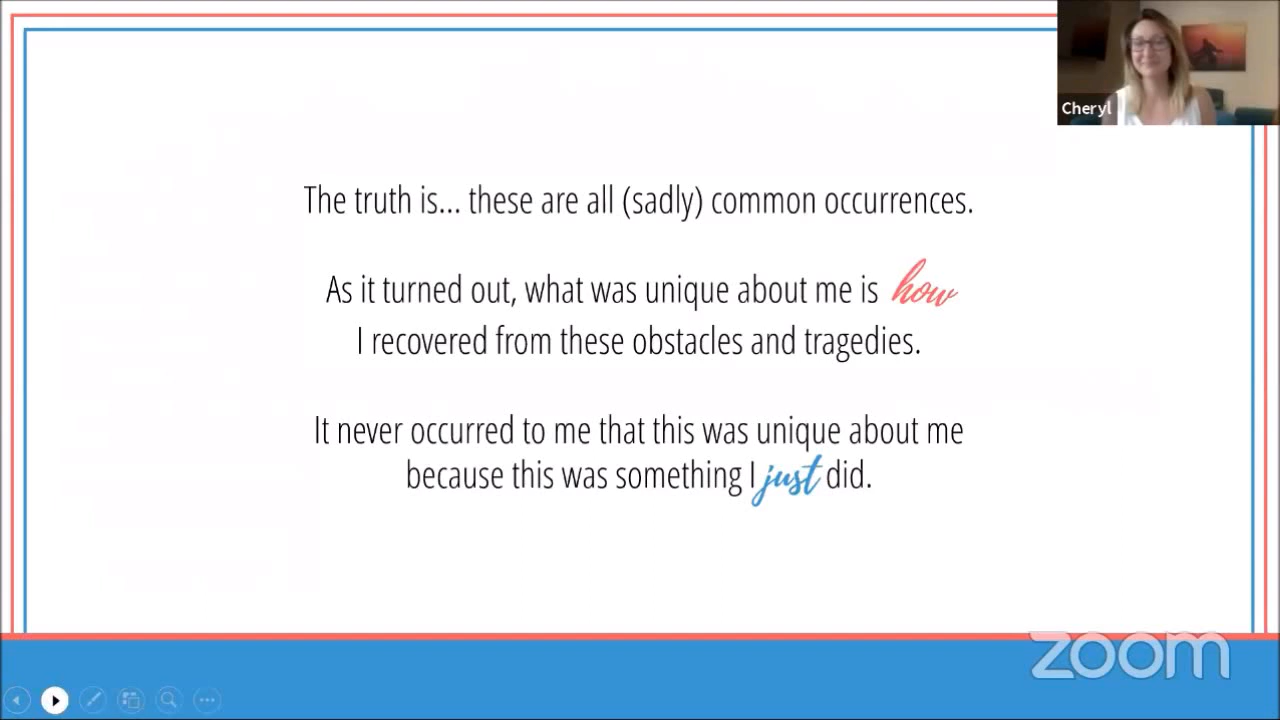 Cheryl
The truth is... these are all (sadly) common occurrences.
As it turned out, what was unique about me is how
I recovered from these obstacles and tragedies.
It never occurred to me that this was unique about me
because this was something I just did.
zoom